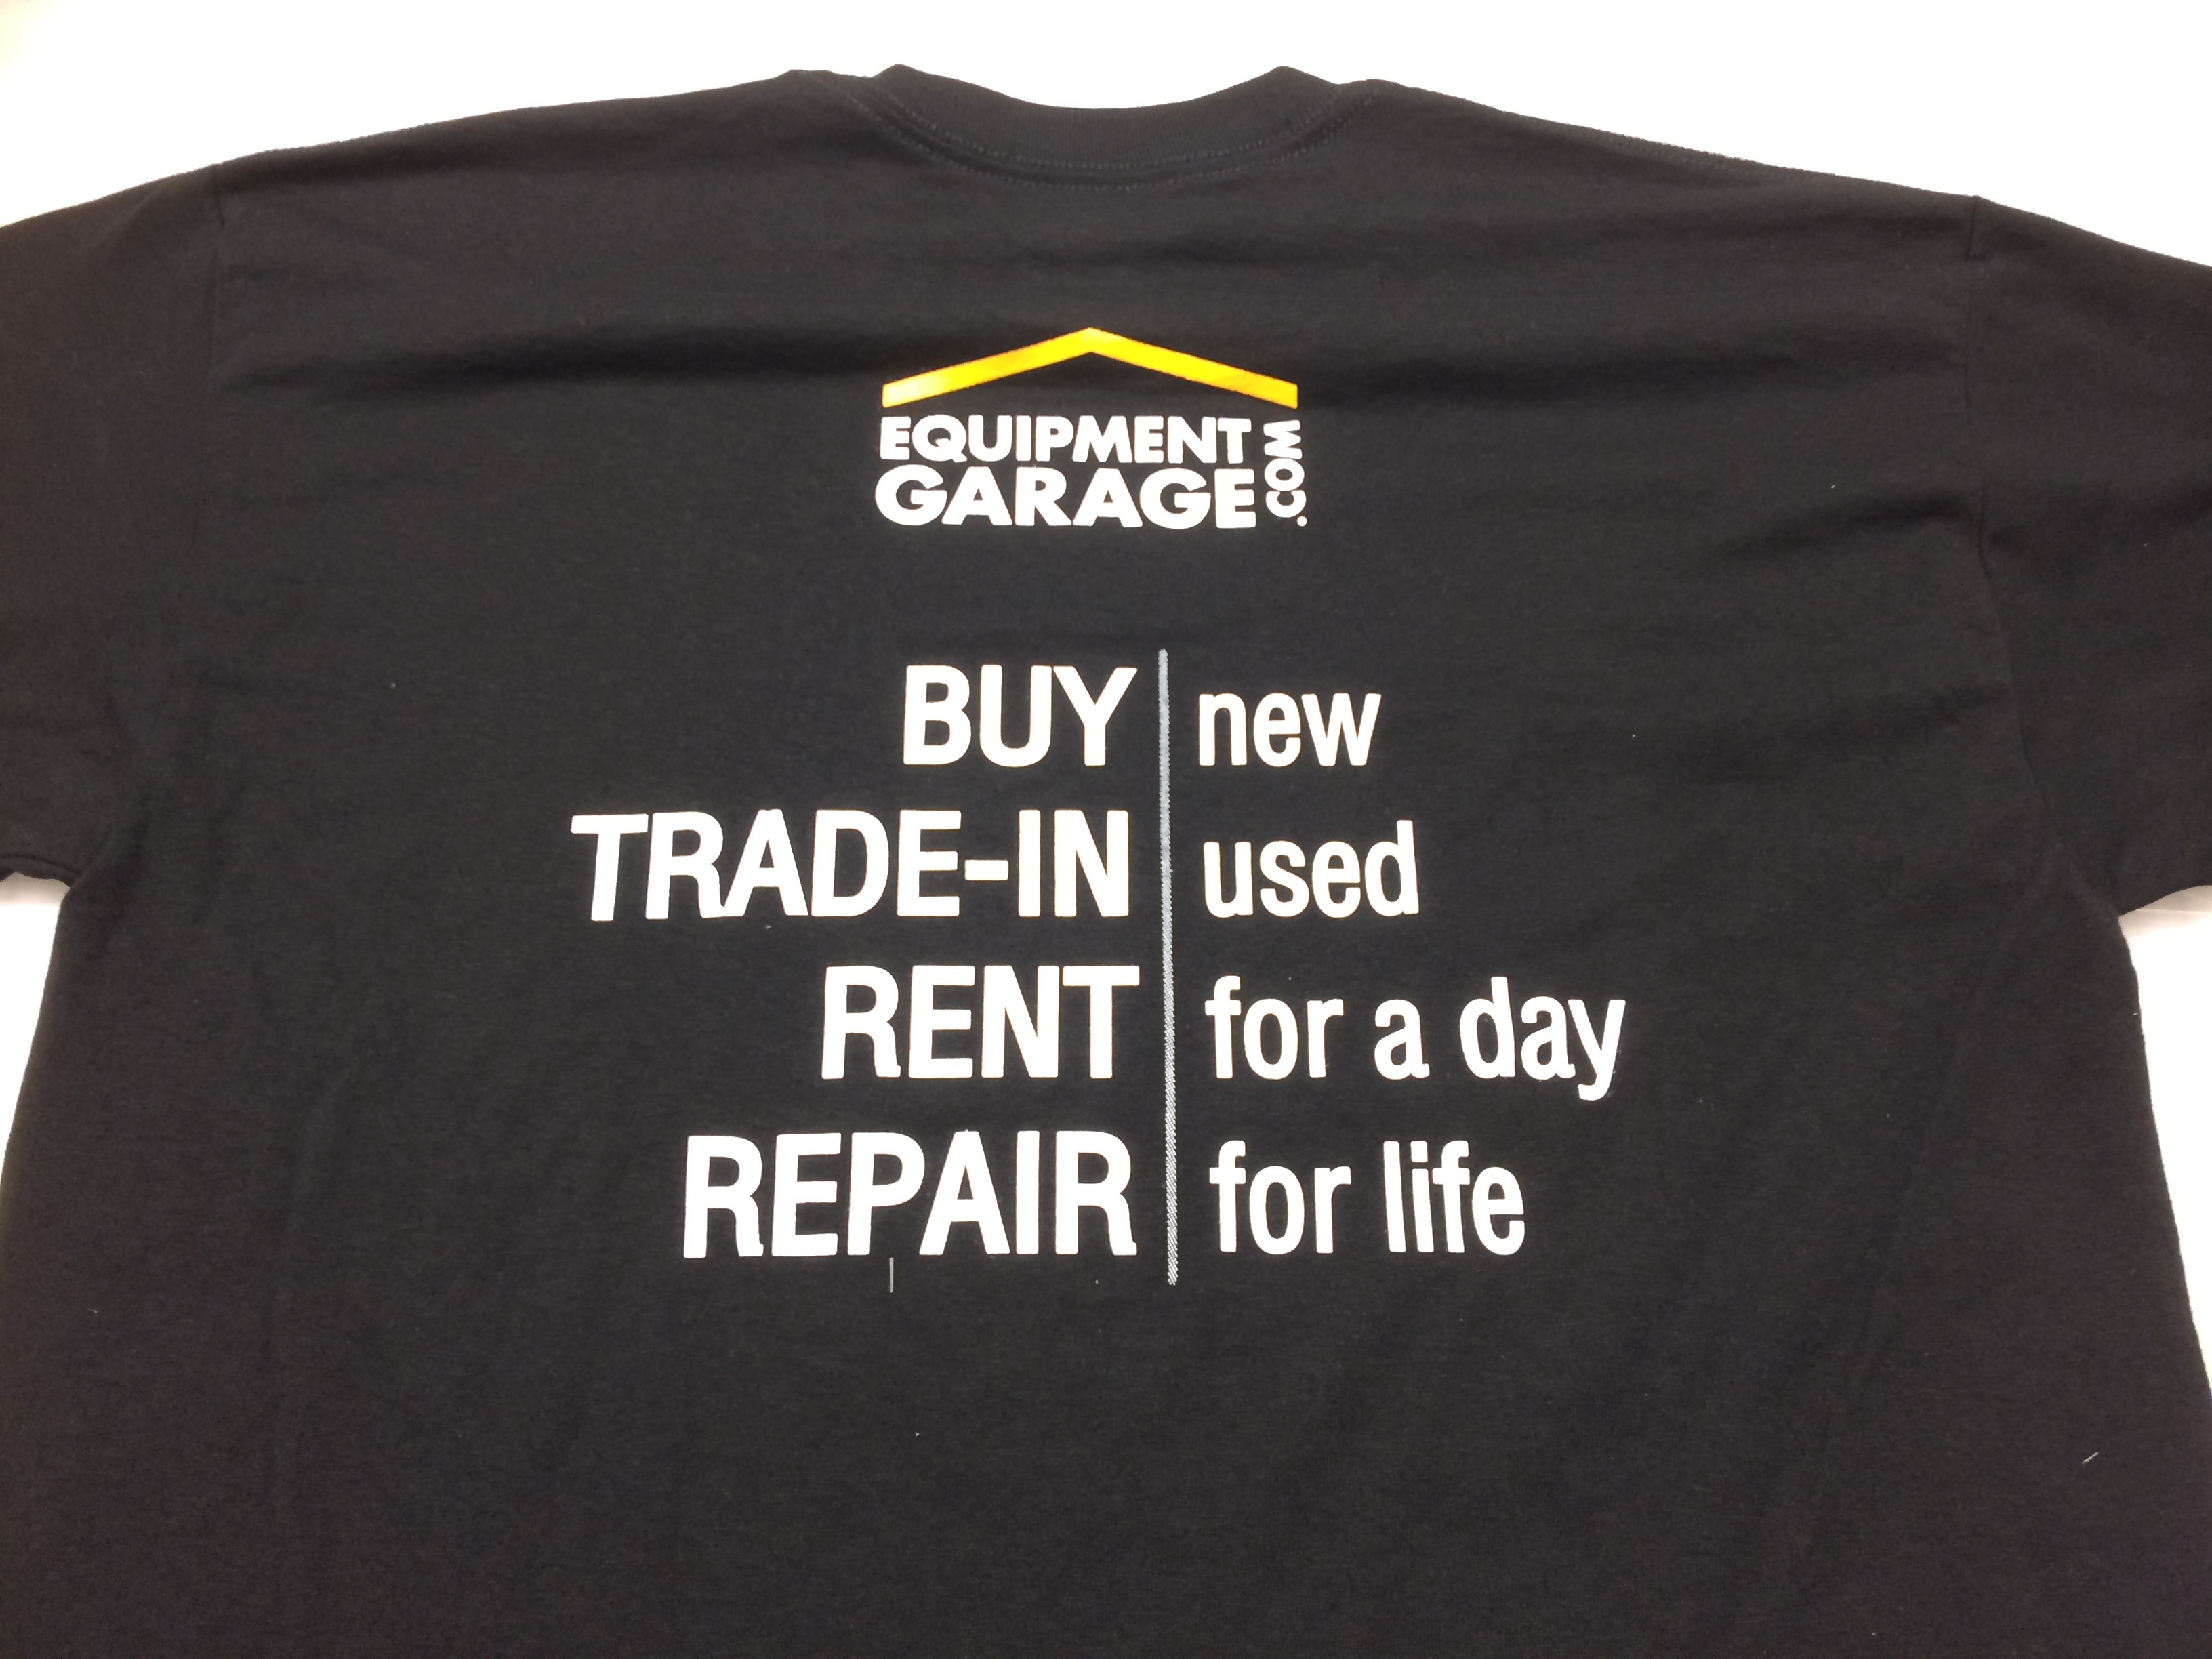 EQUIPMENT
GARAGE.COM
BUY new
TRADE-IN used
RENT for a day
REPAIR for life